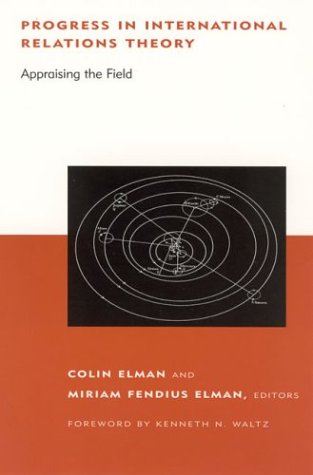 PROGRESS IN INTERNATIONAL
RELATIONS THEORY
Appraising the Field
COLIN ELMAN AND
MIRIAM FENDIUS ELMAN, EDITORS
FOREWORD BY KENNETH N. WALTZ